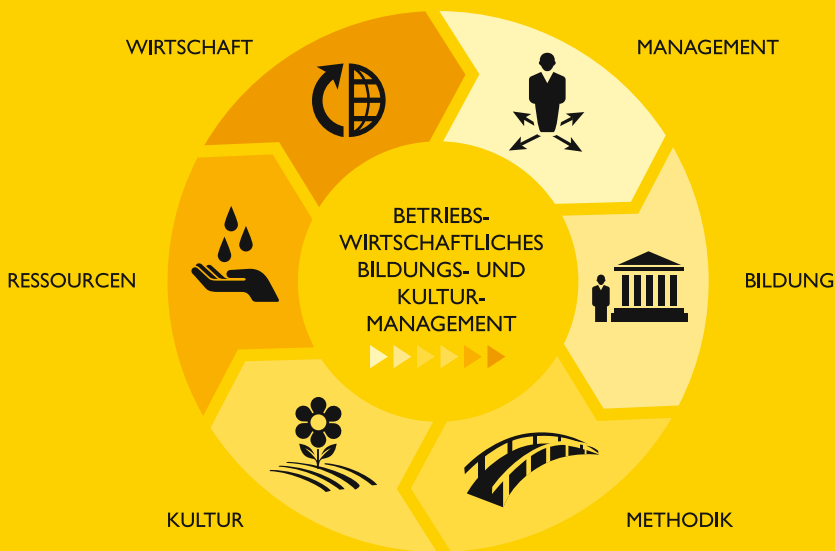 WIRTSCHAFT
MANAGEMENT
BETRIEBS-
WIRTSCHAFTLICHES
BILDUNGS- UND
KULTUR-
MANAGEMENT
RESSOURCEN
BILDUNG
KULTUR
METHODIK